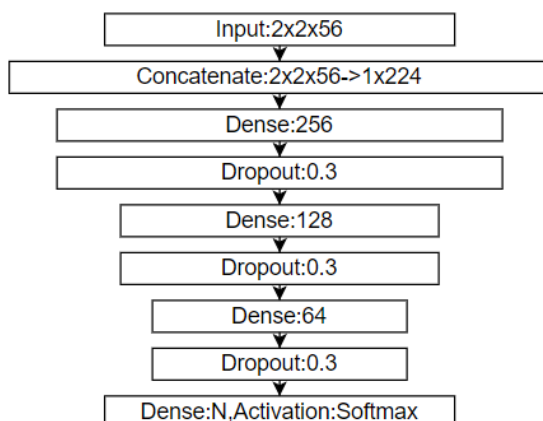 Input:2x2x56
Concatenate:2x2x56->1x224
Dense:256
Dropout:0.3
Dense:128
Dropout:0.3
Dense:64
Dropout:0.3
Dense:N,Activation:Softmax